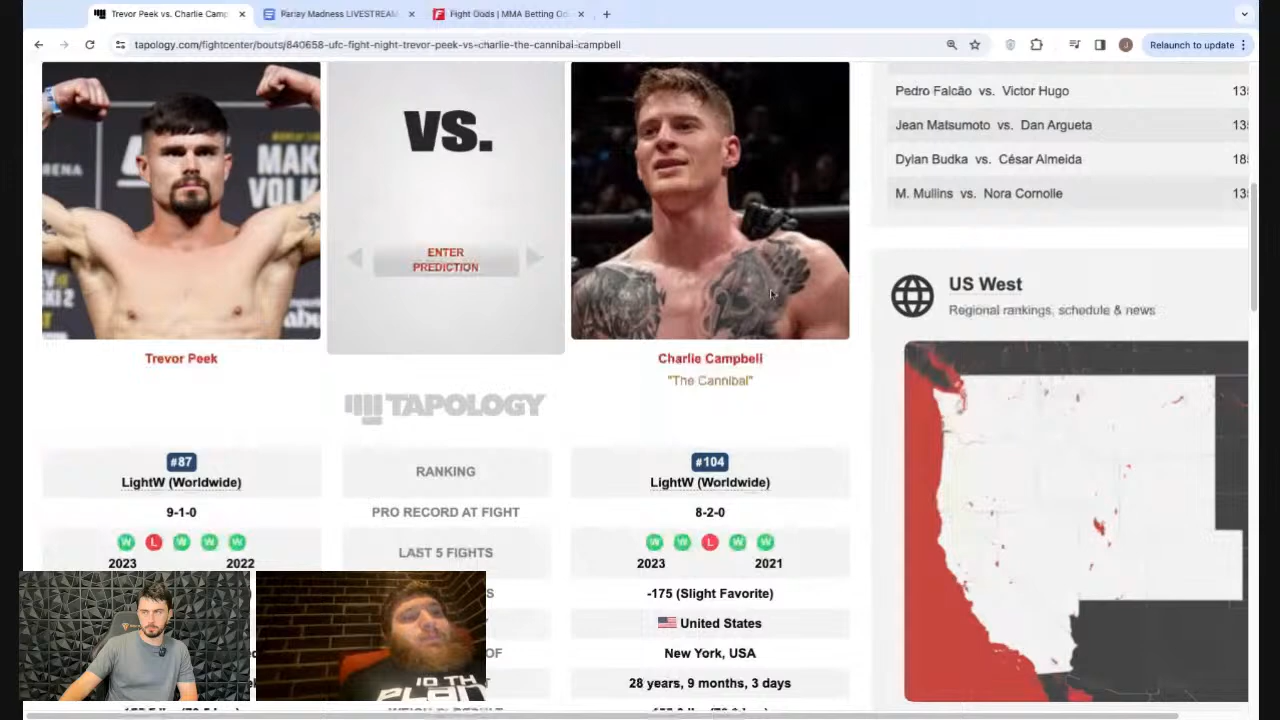 Trevor Peek vs. Charlie Camp
Parlay Madness LIVESTREAM
Fight Odds | MMA Betting Od
tapology.com/fightcenter/bouts/840658-ufc-fight-night-trevor-peek-vs-charlie-the-cannibal-campbell
Relaunch to update
VS.
ENTER
PREDICTION
Trevor Peek
Charlie Campbell
"The Cannibal"
TAPOLOGY
#87
LightW (Worldwide)
RANKING
#104
LightW (Worldwide)
9-1-0
PRO RECORD AT FIGHT
8-2-0
W L W W W
2023 2022
LAST 5 FIGHTS
W W L W W
2023 2021
-175 (Slight Favorite)
United States
New York, USA
28 years, 9 months, 3 days
Pedro Falcão vs. Victor Hugo
Jean Matsumoto vs. Dan Argueta
Dylan Budka vs. César Almeida
M. Mullins vs. Nora Cornolle
US West
Regional rankings, schedule & news
ARENA
MAK
VOLK
10TH
PLAN